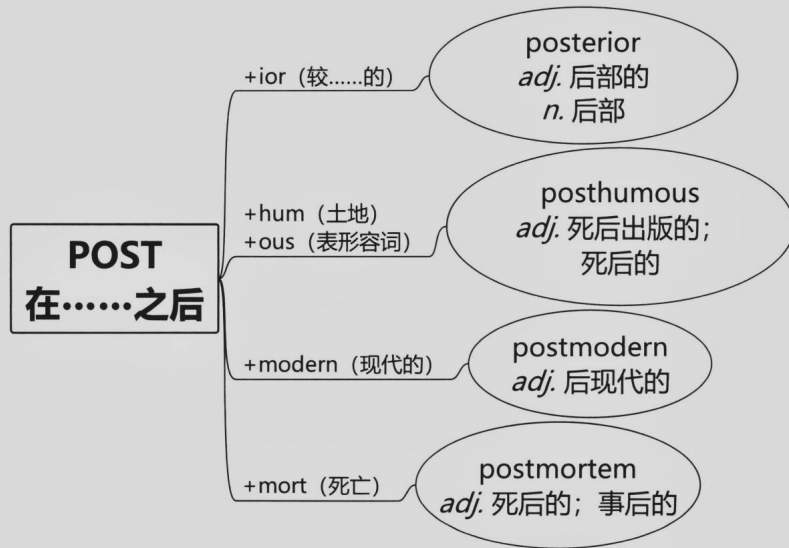 POST
在……之后
+ior（较……的）
posterior
adj. 后部的
n. 后部
+hum（土地）
+ous（表形容词）
posthumous
adj. 死后出版的；
死后的
+modern（现代的）
postmodern
adj. 后现代的
+mort（死亡）
postmortem
adj. 死后的；事后的